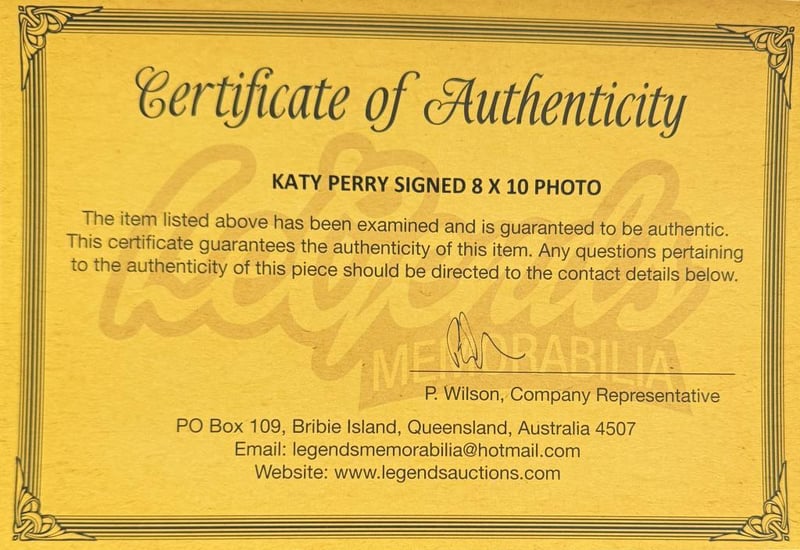 Certificate of Authenticity
KATY PERRY SIGNED 8 X 10 PHOTO
The item listed above has been examined and is guaranteed to be authentic.
This certificate guarantees the authenticity of this item. Any questions pertaining
to the authenticity of this piece should be directed to the contact details below.
Legends
MEMORABILIA
P. Wilson, Company Representative
PO Box 109, Bribie Island, Queensland, Australia 4507
Email: legendsmemorabilia@hotmail.com
Website: www.legendsauctions.com